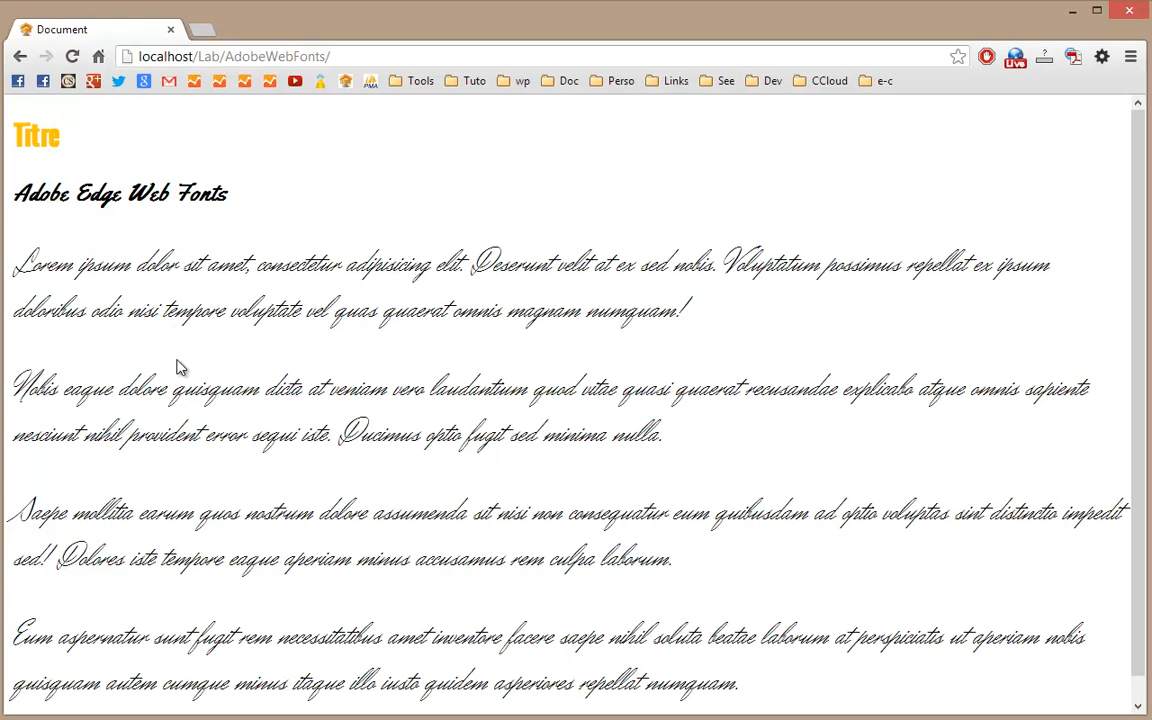 Document
localhost/Lab/AdobeWebFonts/
Live
?
CS
g+
8
PMA
Tools
Tuto
wp
Doc
Perso
Links
See
Dev
CCloud
e-c
Titre
Adobe Edge Web Fonts
Lorem ipsum dolor sit amet, consectetur adipisicing elit. Deserunt velit at ex sed nobis. Voluptatum possimus repellat ex ipsum
doloribus odio nisi tempore voluptate vel quas quaerat omnis magnam numquam!
Nobis eaque dolore quisquam dicta at veniam vero laudantium quod vitae quasi quaerat recusandae explicabo atque omnis sapiente
nesciunt nihil provident error sequi iste. Ducimus optio fugit sed minima nulla.
Saepe mollitia earum quos nostrum dolore assumenda sit nisi non consequatur eum quibusdam ad optio voluptas sint distinctio impedit
sed! Dolores iste tempore eaque aperiam minus accusamus rem culpa laborum.
Eum aspernatur sunt fugit rem necessitatibus amet inventore facere saepe nihil soluta beatae laborum at perspiciatis ut aperiam nobis
quisquam autem cumque minus itaque illo iusto quidem asperiores repellat numquam.